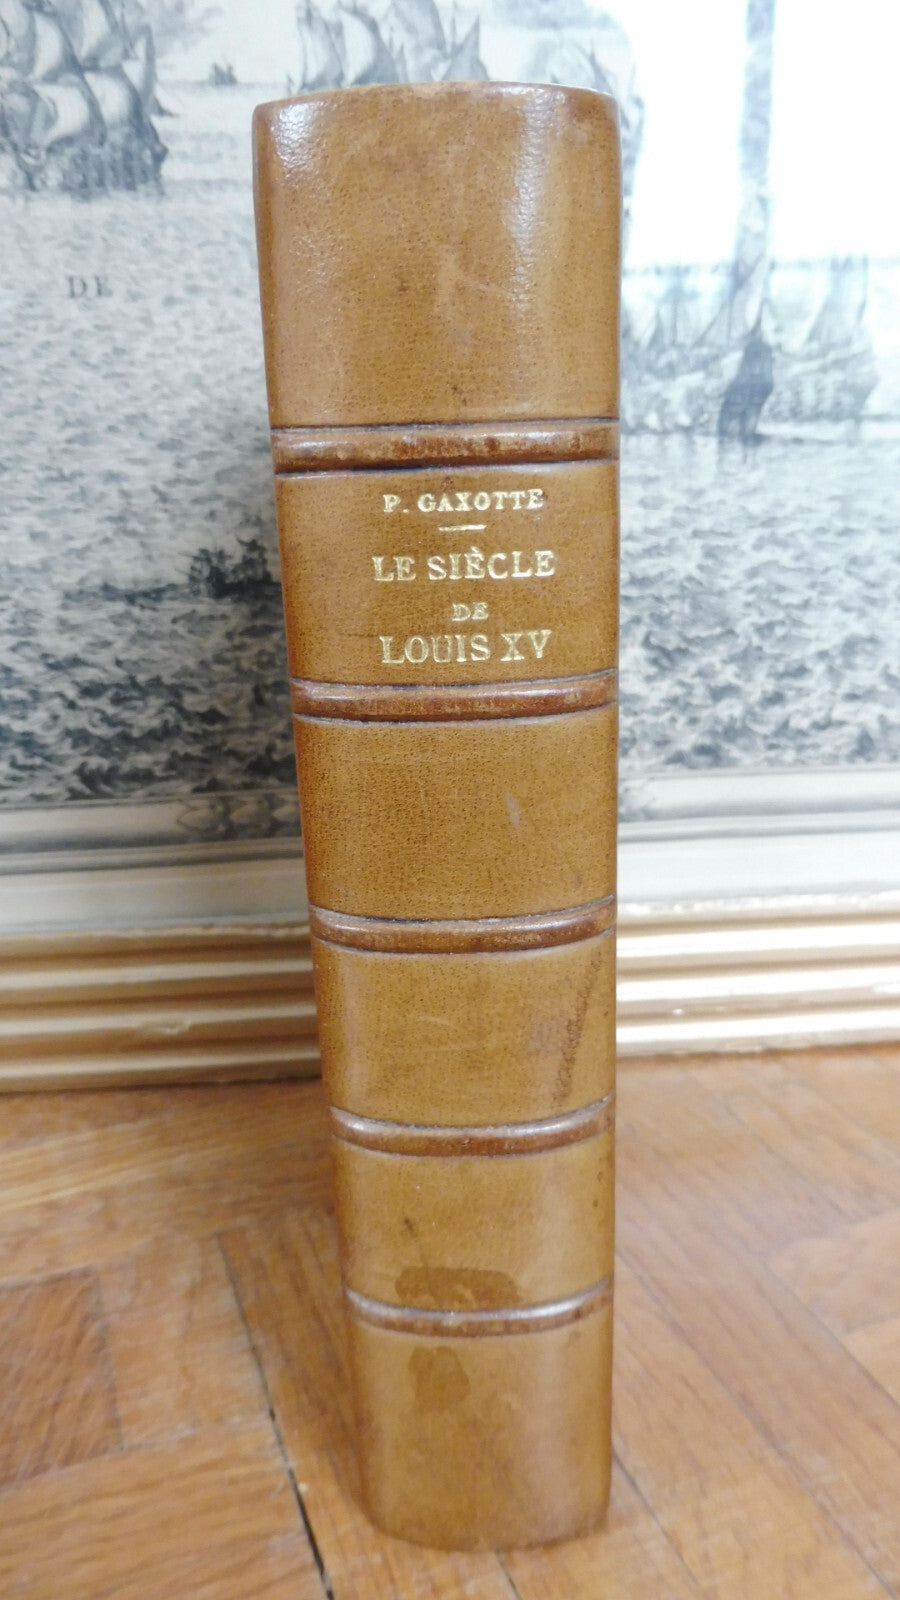 DE
P. GAXOTTE
LE SIÈCLE
DE
LOUIS XV